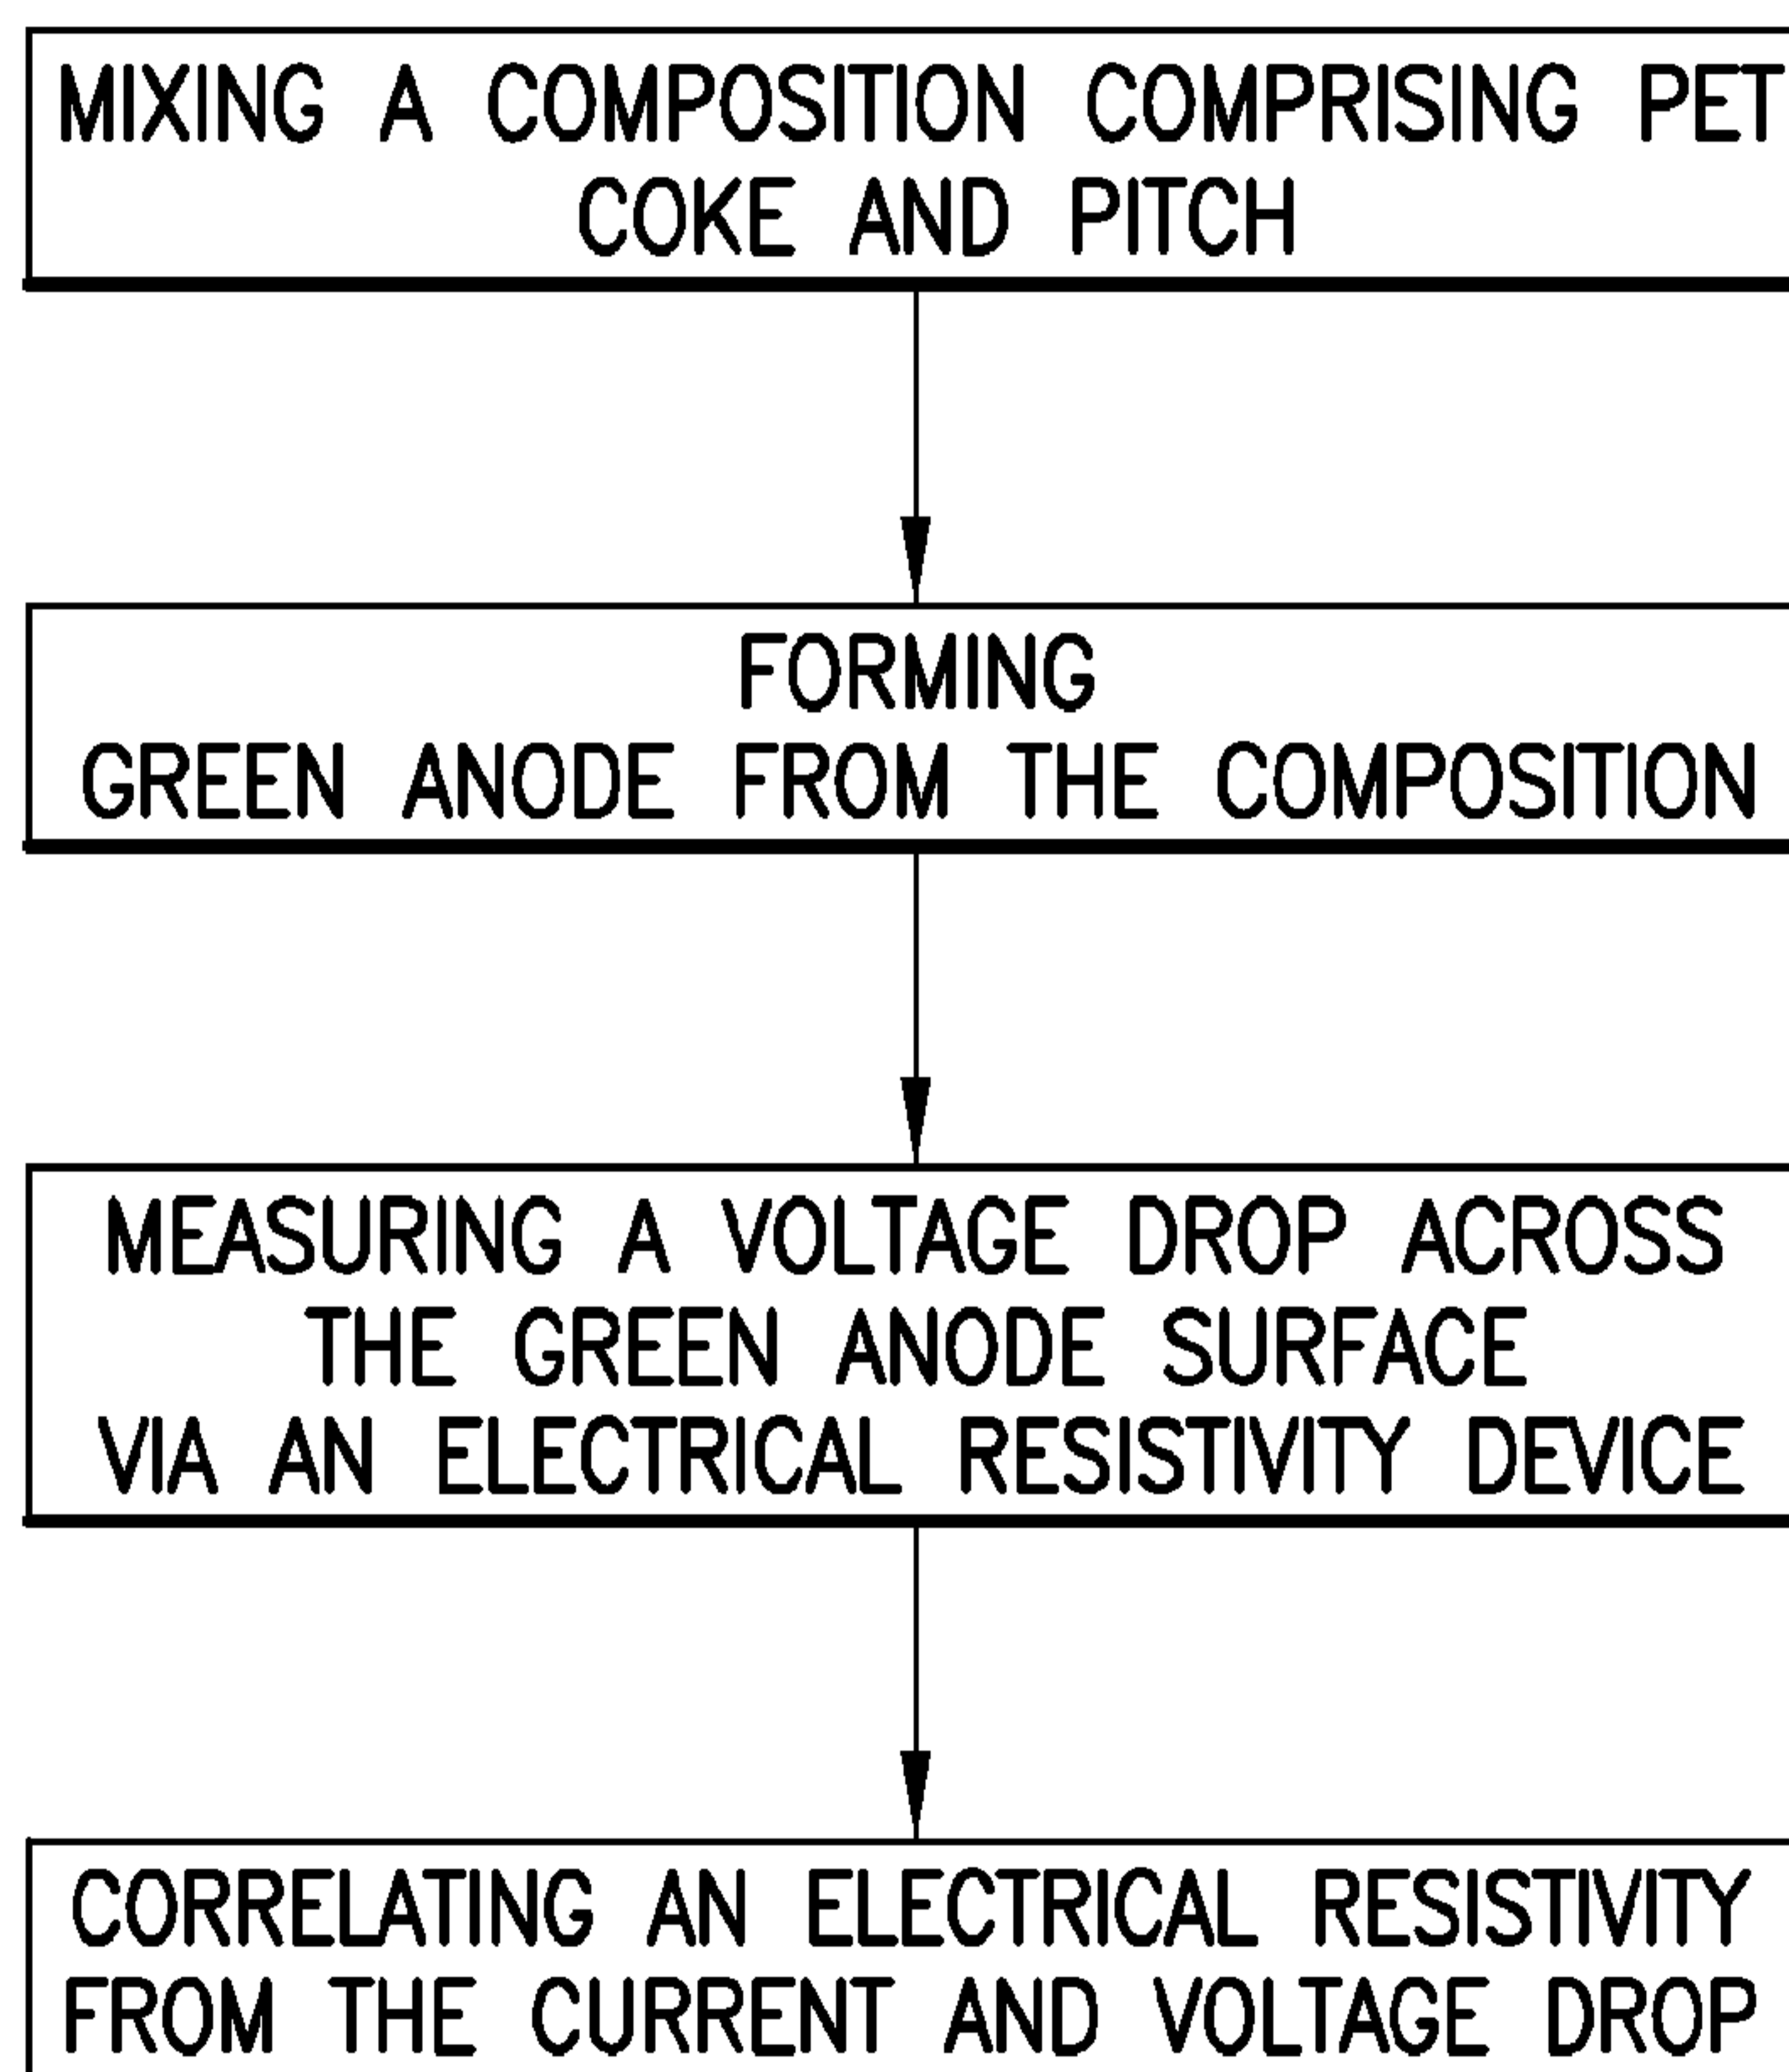 MIXING A COMPOSITION COMPRISING PET
COKE AND PITCH
FORMING
GREEN ANODE FROM THE COMPOSITION
MEASURING A VOLTAGE DROP ACROSS
THE GREEN ANODE SURFACE
VIA AN ELECTRICAL RESISTIVITY DEVICE
CORRELATING AN ELECTRICAL RESISTIVITY
FROM THE CURRENT AND VOLTAGE DROP